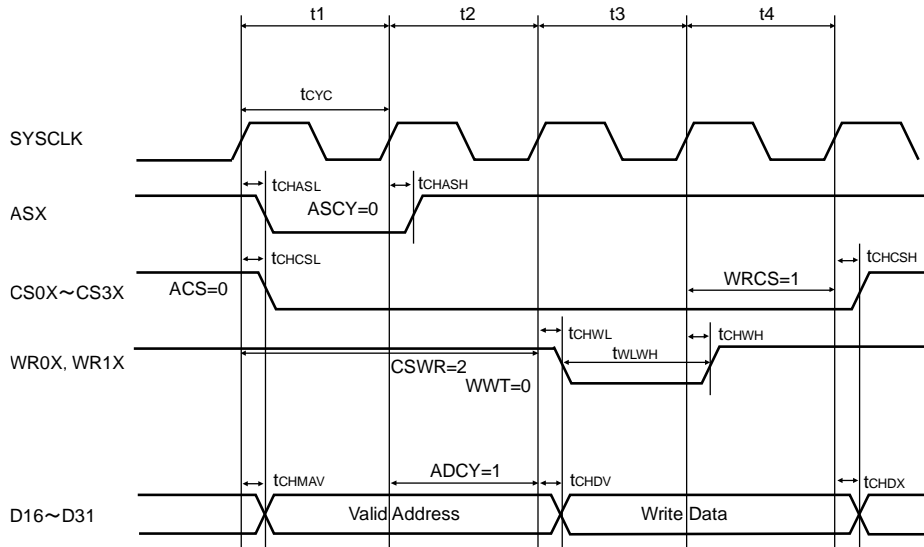 t1 t2 t3 t4
tCYC
SYSCLK
tCHASL tCHASH
ASX ASCY=0
tCHCSL tCHCSH
CS0X～CS3X ACS=0 WRCS=1
tCHWL tCHWH
WR0X, WR1X tWLWH
CSWR=2
WWT=0
tCHMAV ADCY=1 tCHDV tCHDX
D16～D31 Valid Address Write Data